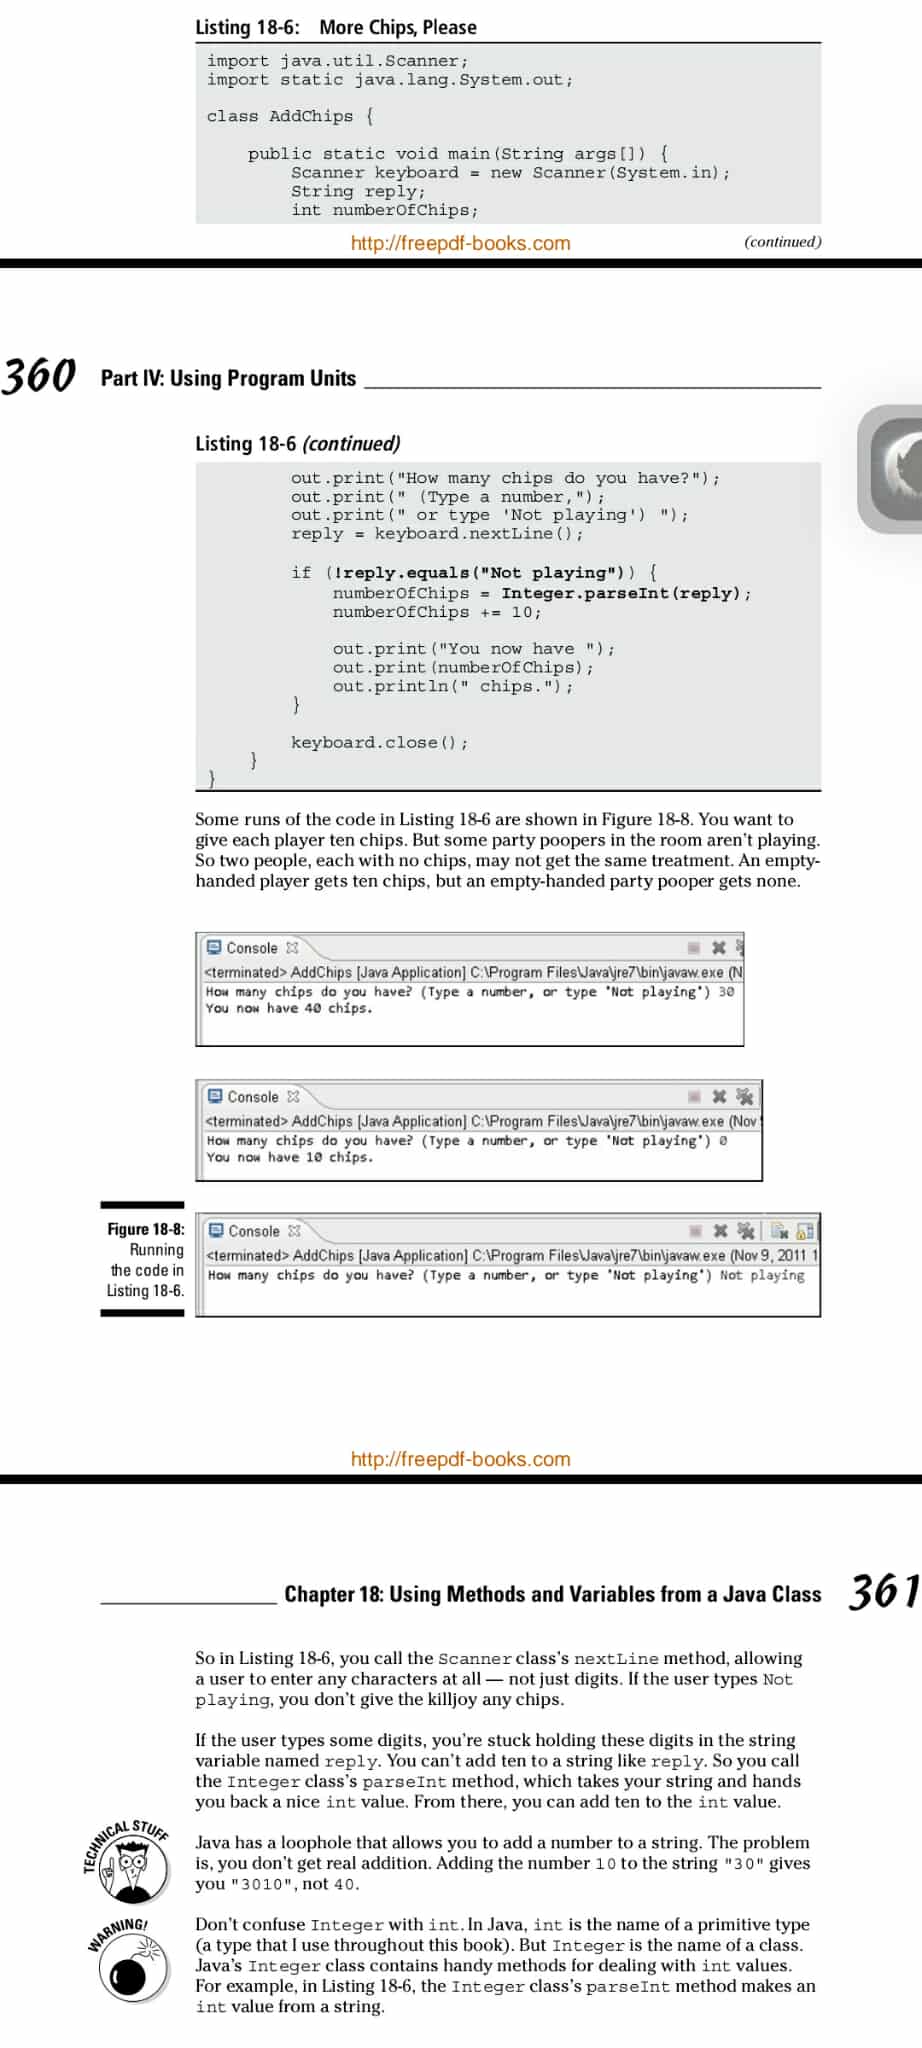 Listing 18-6: More Chips, Please
import java.util.Scanner;
import static java.lang.System.out;
class AddChips {
public static void main(String args[]) {
Scanner keyboard = new Scanner(System.in);
String reply;
int numberOfChips;
http://freepdf-books.com
(continued)
360 Part IV: Using Program Units
Listing 18-6 (continued)
out.print("How many chips do you have?");
out.print(" (Type a number,");
out.print(" or type 'Not playing') ");
reply = keyboard.nextLine();
if (!reply.equals("Not playing")) {
numberOfChips = Integer.parseInt(reply);
numberOfChips += 10;
out.print("You now have ");
out.print(numberOfChips);
out.println(" chips.");
}
keyboard.close();
}
}
Some runs of the code in Listing 18-6 are shown in Figure 18-8. You want to
give each player ten chips. But some party poopers in the room aren't playing.
So two people, each with no chips, may not get the same treatment. An empty-
handed player gets ten chips, but an empty-handed party pooper gets none.
Console
<terminated> AddChips [Java Application] C:\Program Files\Java\jre7\bin\javaw.exe (N
How many chips do you have? (Type a number, or type 'Not playing') 30
You now have 40 chips.
Console
<terminated> AddChips [Java Application] C:\Program Files\Java\jre7\bin\javaw.exe (Nov
How many chips do you have? (Type a number, or type 'Not playing') 0
You now have 10 chips.
Figure 18-8:
Running
the code in
Listing 18-6.
Console
<terminated> AddChips [Java Application] C:\Program Files\Java\jre7\bin\javaw.exe (Nov 9, 2011 1
How many chips do you have? (Type a number, or type 'Not playing') Not playing
http://freepdf-books.com
Chapter 18: Using Methods and Variables from a Java Class 361
So in Listing 18-6, you call the Scanner class's nextLine method, allowing
a user to enter any characters at all — not just digits. If the user types Not
playing, you don't give the killjoy any chips.
If the user types some digits, you're stuck holding these digits in the string
variable named reply. You can't add ten to a string like reply. So you call
the Integer class's parseInt method, which takes your string and hands
you back a nice int value. From there, you can add ten to the int value.
TECHNICAL STUFF
Java has a loophole that allows you to add a number to a string. The problem
is, you don't get real addition. Adding the number 10 to the string "30" gives
you "3010", not 40.
WARNING!
Don't confuse Integer with int. In Java, int is the name of a primitive type
(a type that I use throughout this book). But Integer is the name of a class.
Java's Integer class contains handy methods for dealing with int values.
For example, in Listing 18-6, the Integer class's parseInt method makes an
int value from a string.